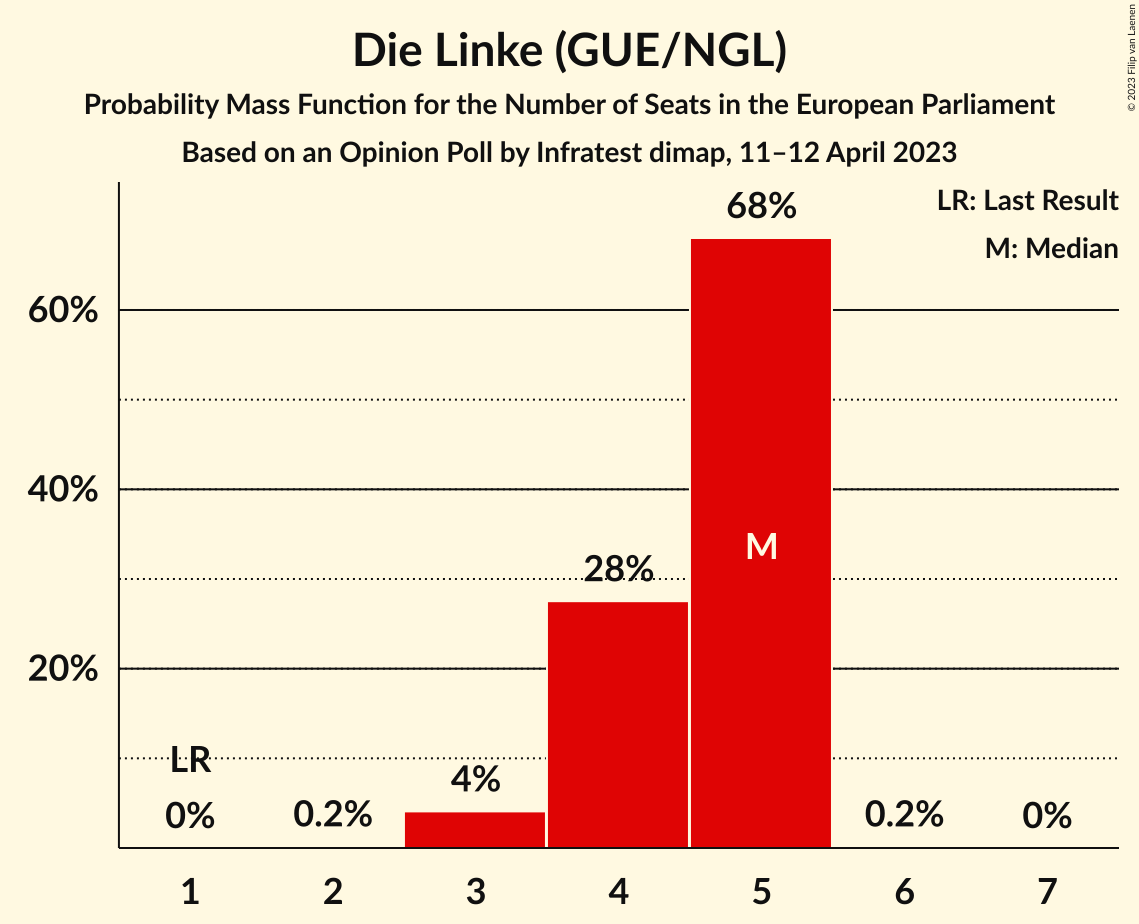 Die Linke (GUE/NGL)
Probability Mass Function for the Number of Seats in the European Parliament
Based on an Opinion Poll by Infratest dimap, 11–12 April 2023
© 2023 Filip van Laenen
LR: Last Result
M: Median
68%
60%
40%
20%
M
28%
LR
0%
0.2%
4%
0.2%
0%
1 2 3 4 5 6 7